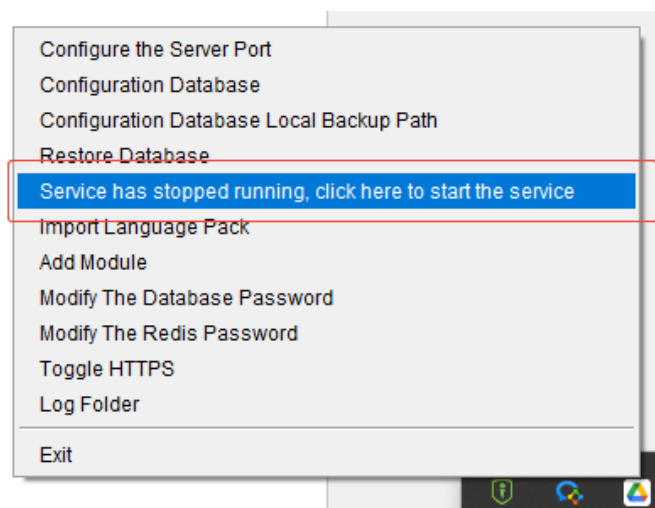 Configure the Server Port
Configuration Database
Configuration Database Local Backup Path
Restore Database
Service has stopped running, click here to start the service
Import Language Pack
Add Module
Modify The Database Password
Modify The Redis Password
Toggle HTTPS
Log Folder
Exit